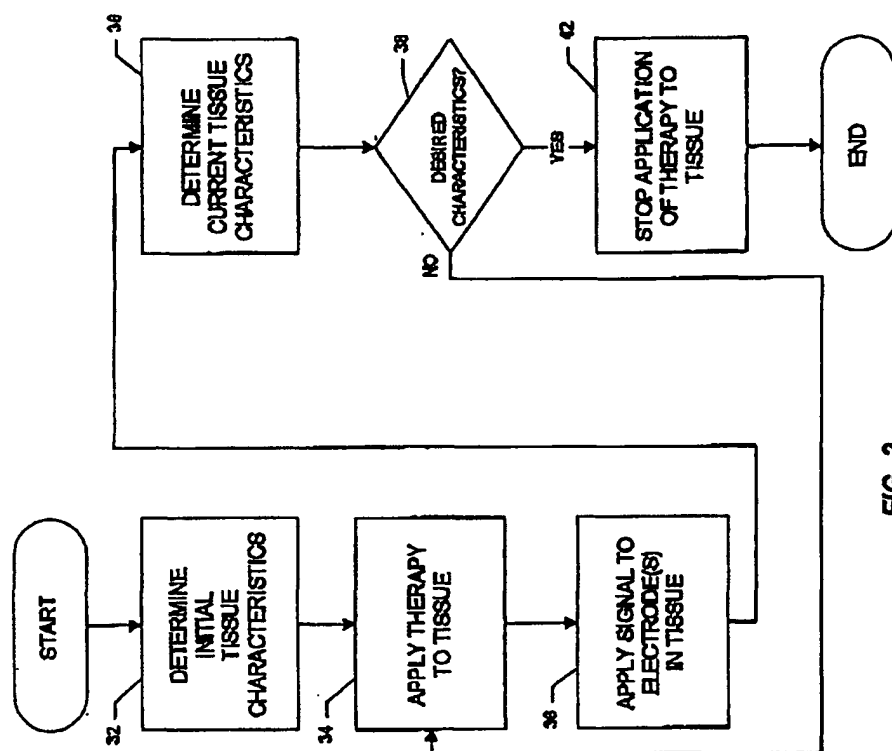 START
32
DETERMINE
INITIAL
TISSUE
CHARACTERISTICS
34
APPLY THERAPY
TO TISSUE
36
APPLY SIGNAL TO
ELECTRODE(S)
IN TISSUE
DETERMINE
CURRENT TISSUE
CHARACTERISTICS
38
DESIRED
CHARACTERISTICS?
NO
YES
42
STOP APPLICATION
OF THERAPY TO
TISSUE
END
FIG.